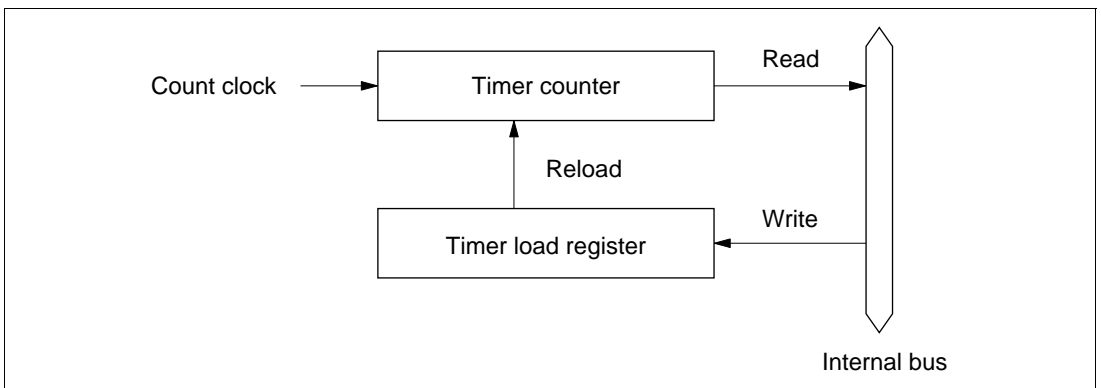 Read
Count clock
Timer counter
Reload
Write
Timer load register
Internal bus